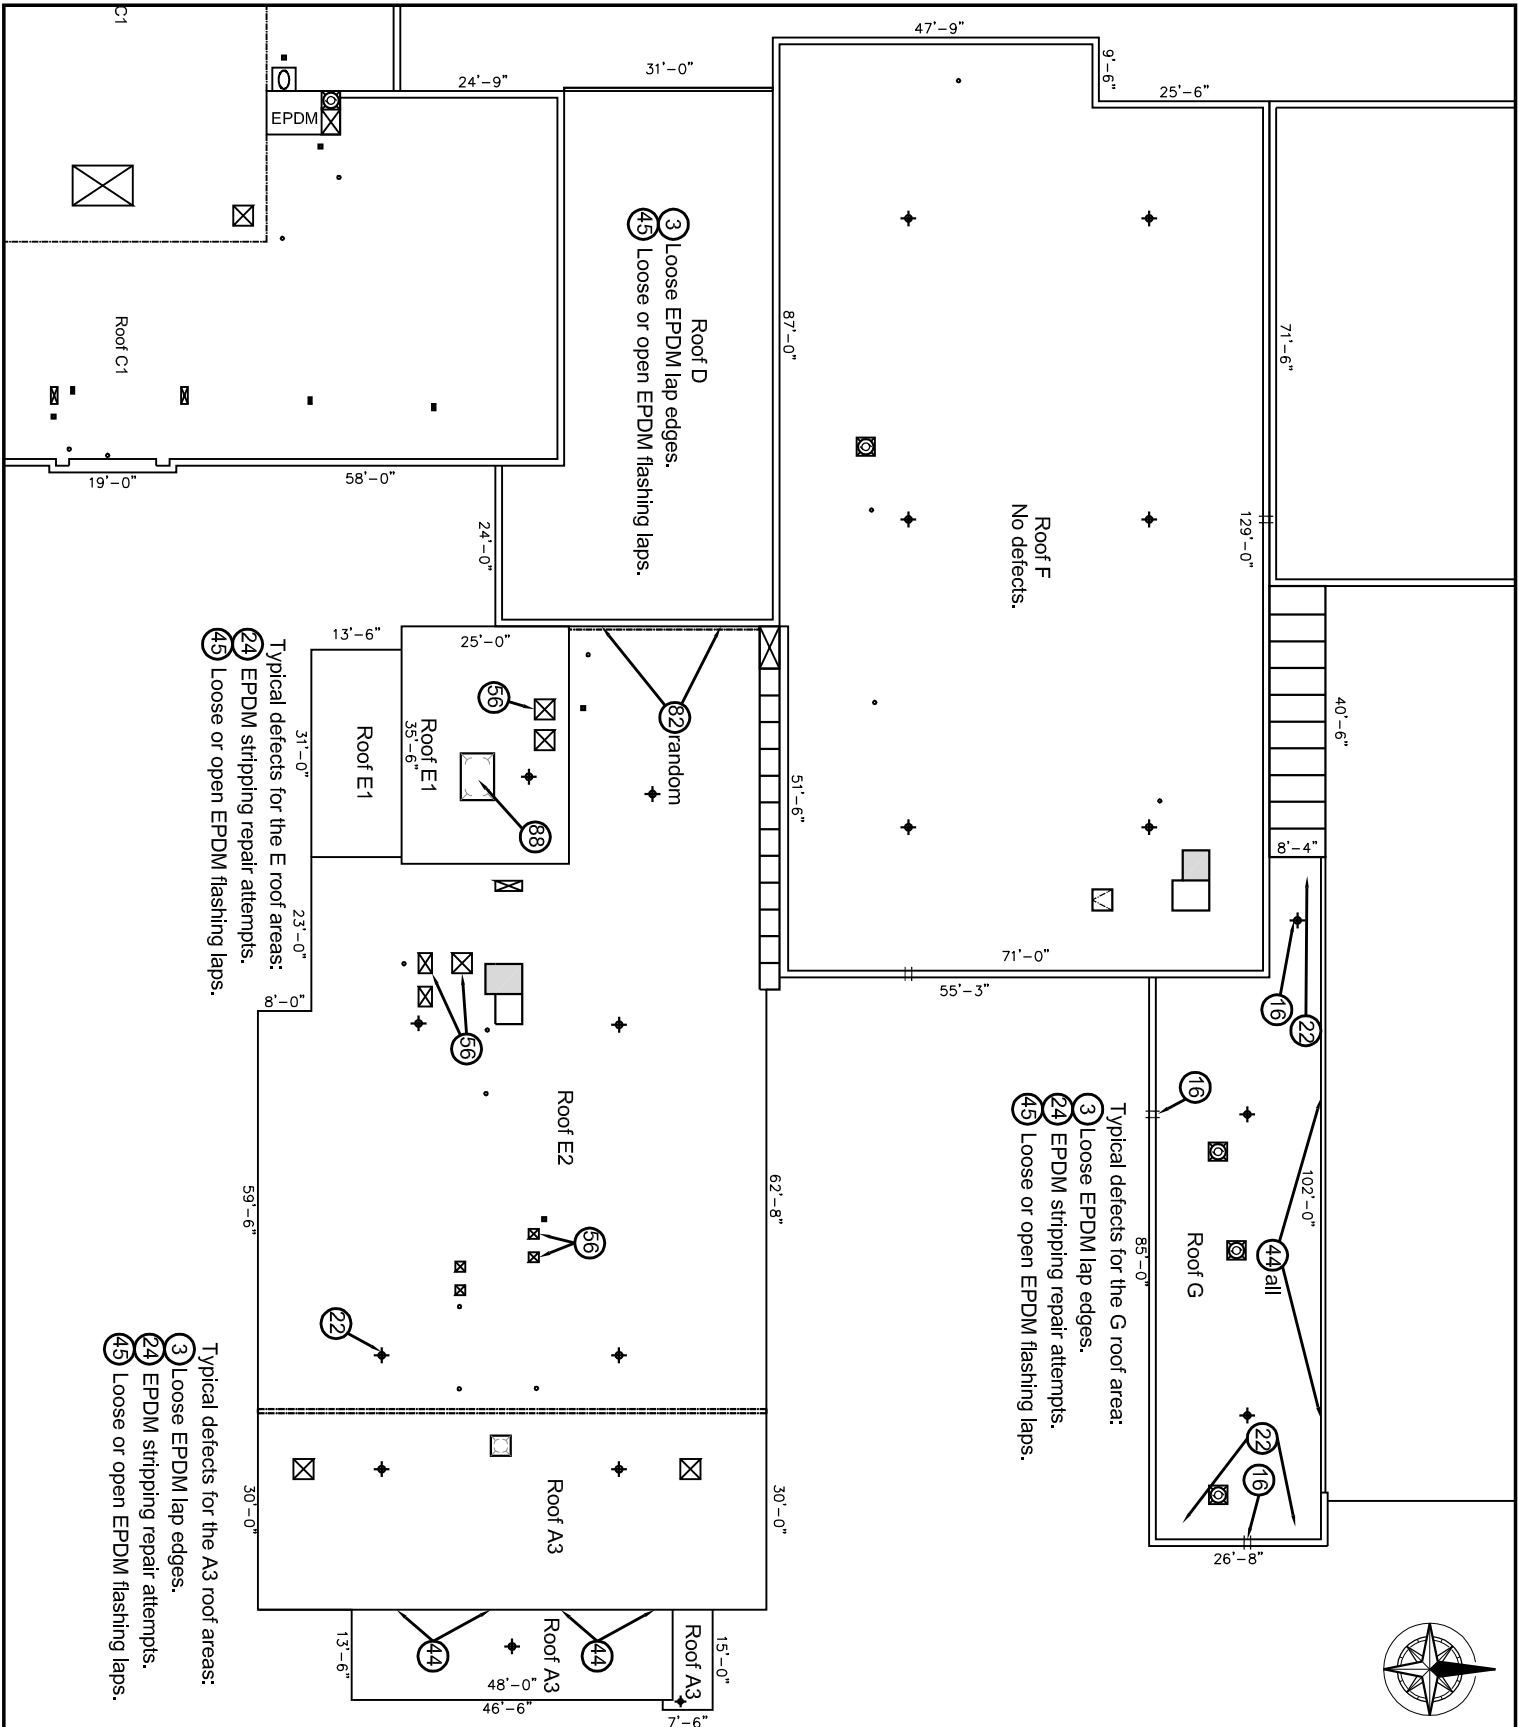 C1
EPDM
24'-9"
31'-0"
47'-9"
9'-6"
25'-6"
71'-6"
Roof C1
19'-0"
58'-0"
Roof D
3 Loose EPDM lap edges.
45 Loose or open EPDM flashing laps.
87'-0"
24'-0"
Roof F
No defects.
129'-0"
40'-6"
8'-4"
71'-0"
55'-3"
51'-6"
82 random
13'-6"
25'-0"
56
Roof E1
35'-6"
88
Roof E1
31'-0"
23'-0"
8'-0"
Typical defects for the E roof areas:
24 EPDM stripping repair attempts.
45 Loose or open EPDM flashing laps.
56
Roof E2
62'-8"
59'-6"
56
22
16
22
16
102'-0"
44 all
Roof G
85'-0"
22
16
26'-8"
Typical defects for the G roof area:
3 Loose EPDM lap edges.
24 EPDM stripping repair attempts.
45 Loose or open EPDM flashing laps.
30'-0"
Roof A3
30'-0"
Typical defects for the A3 roof areas:
3 Loose EPDM lap edges.
24 EPDM stripping repair attempts.
45 Loose or open EPDM flashing laps.
13'-6"
44
Roof A3
44
48'-0"
46'-6"
Roof A3
15'-0"
7'-6"